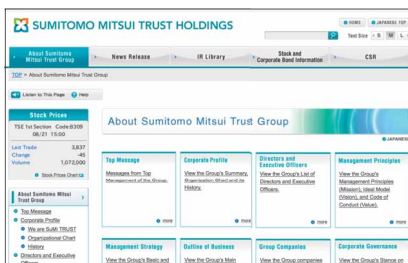 SUMITOMO MITSUI TRUST HOLDINGS
HOME
JAPANESE TOP
Text Size S M L
About Sumitomo
Mitsui Trust Group
News Release
IR Library
Stock and
Corporate Bond Information
CSR
TOP > About Sumitomo Mitsui Trust Group
Listen to This Page Help
Stock Prices
TSE 1st Section Code:8309
08/21 15:00
Last Trade 3,837
Change -45
Volume 1,072,000
Stock Prices Chart
About Sumitomo Mitsui
Trust Group
Top Message
Corporate Profile
We are SuMi TRUST
Organizational Chart
History
Directors and Executive
Officers
About Sumitomo Mitsui Trust Group
JAPANESE
Top Message
Messages from Top
Management of the Group.
more
Corporate Profile
View the Group's Summary,
Organization Chart and its
History.
more
Directors and
Executive Officers
View the Group's List of
Directors and Executive
Officers.
more
Management Principles
View the Group's
Management Principles
(Mission), Ideal Model
(Vision), and Code of
Conduct (Value).
more
Management Strategy
View the Group's Basic and
Outline of Business
View the Group's Main
Group Companies
View the Group companies
Corporate Governance
View the Group's Stance on